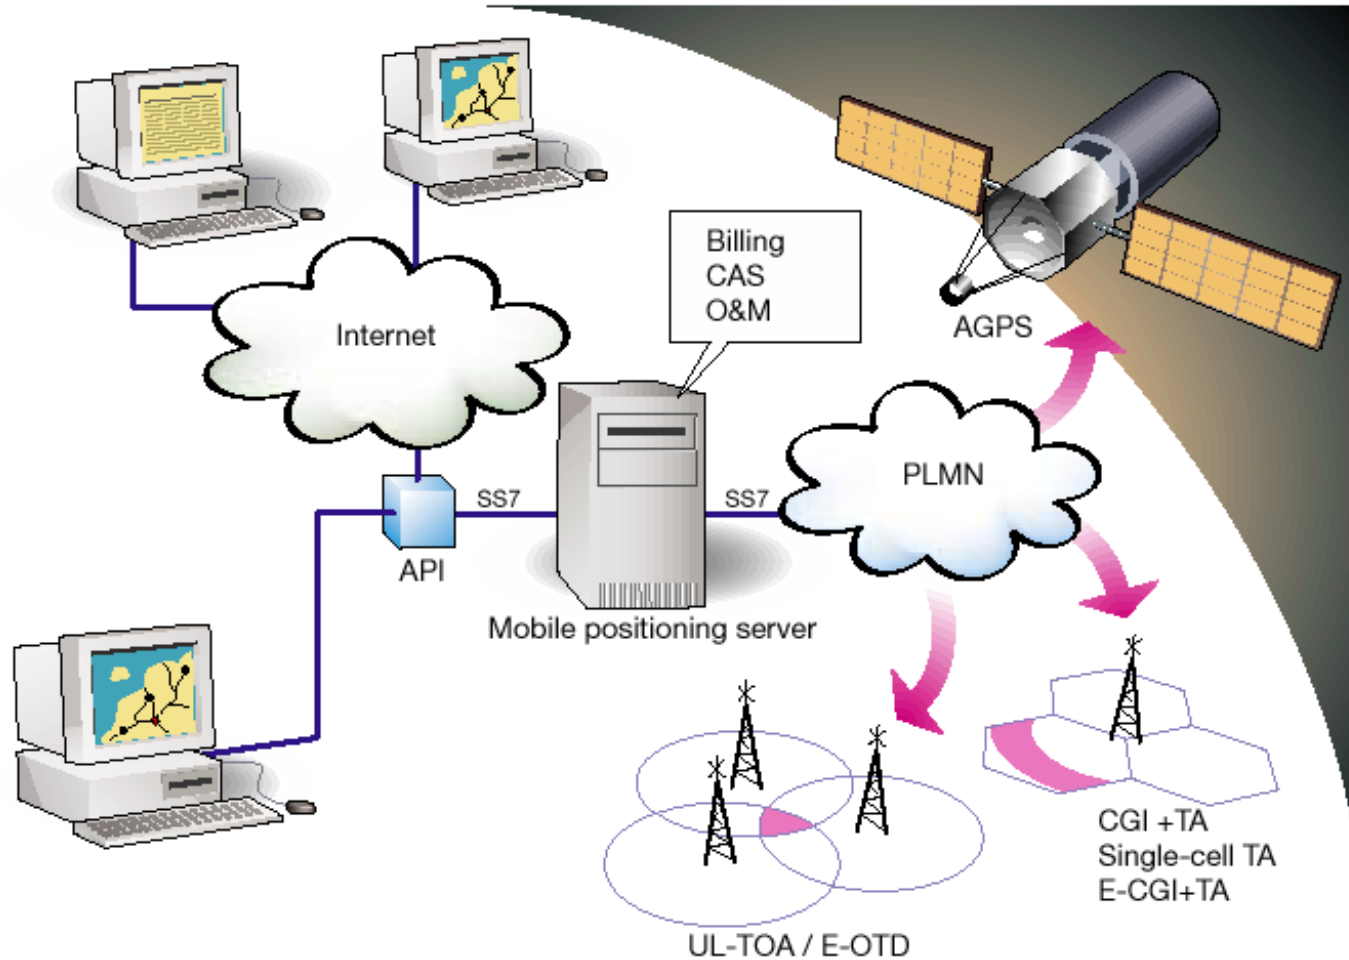 Billing
CAS
O&M
Internet
AGPS
PLMN
SS7
SS7
API
Mobile positioning server
CGI +TA
Single-cell TA
E-CGI+TA
UL-TOA / E-OTD